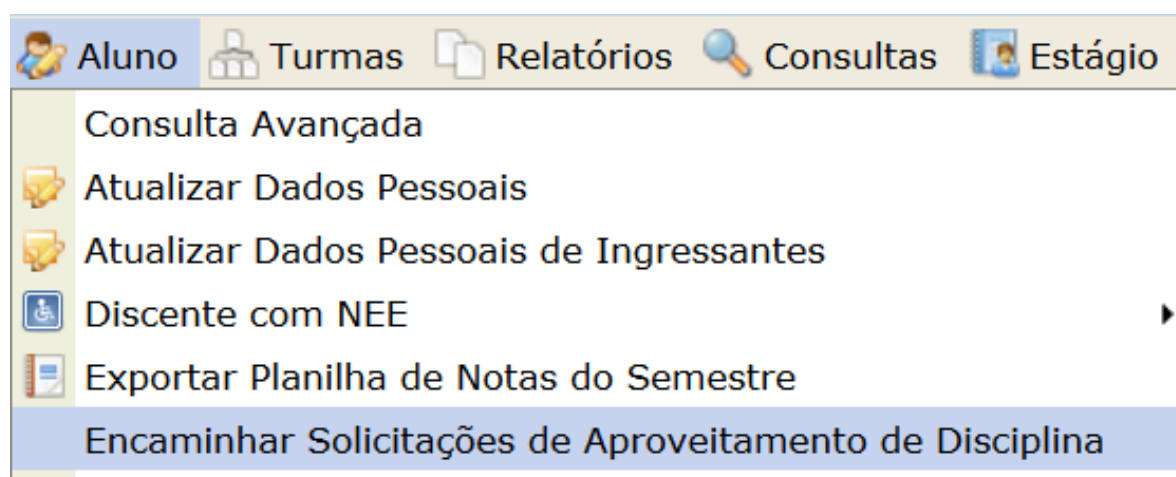 Aluno Turmas Relatórios Consultas Estágio
Consulta Avançada
Atualizar Dados Pessoais
Atualizar Dados Pessoais de Ingressantes
Discente com NEE
Exportar Planilha de Notas do Semestre
Encaminhar Solicitações de Aproveitamento de Disciplina